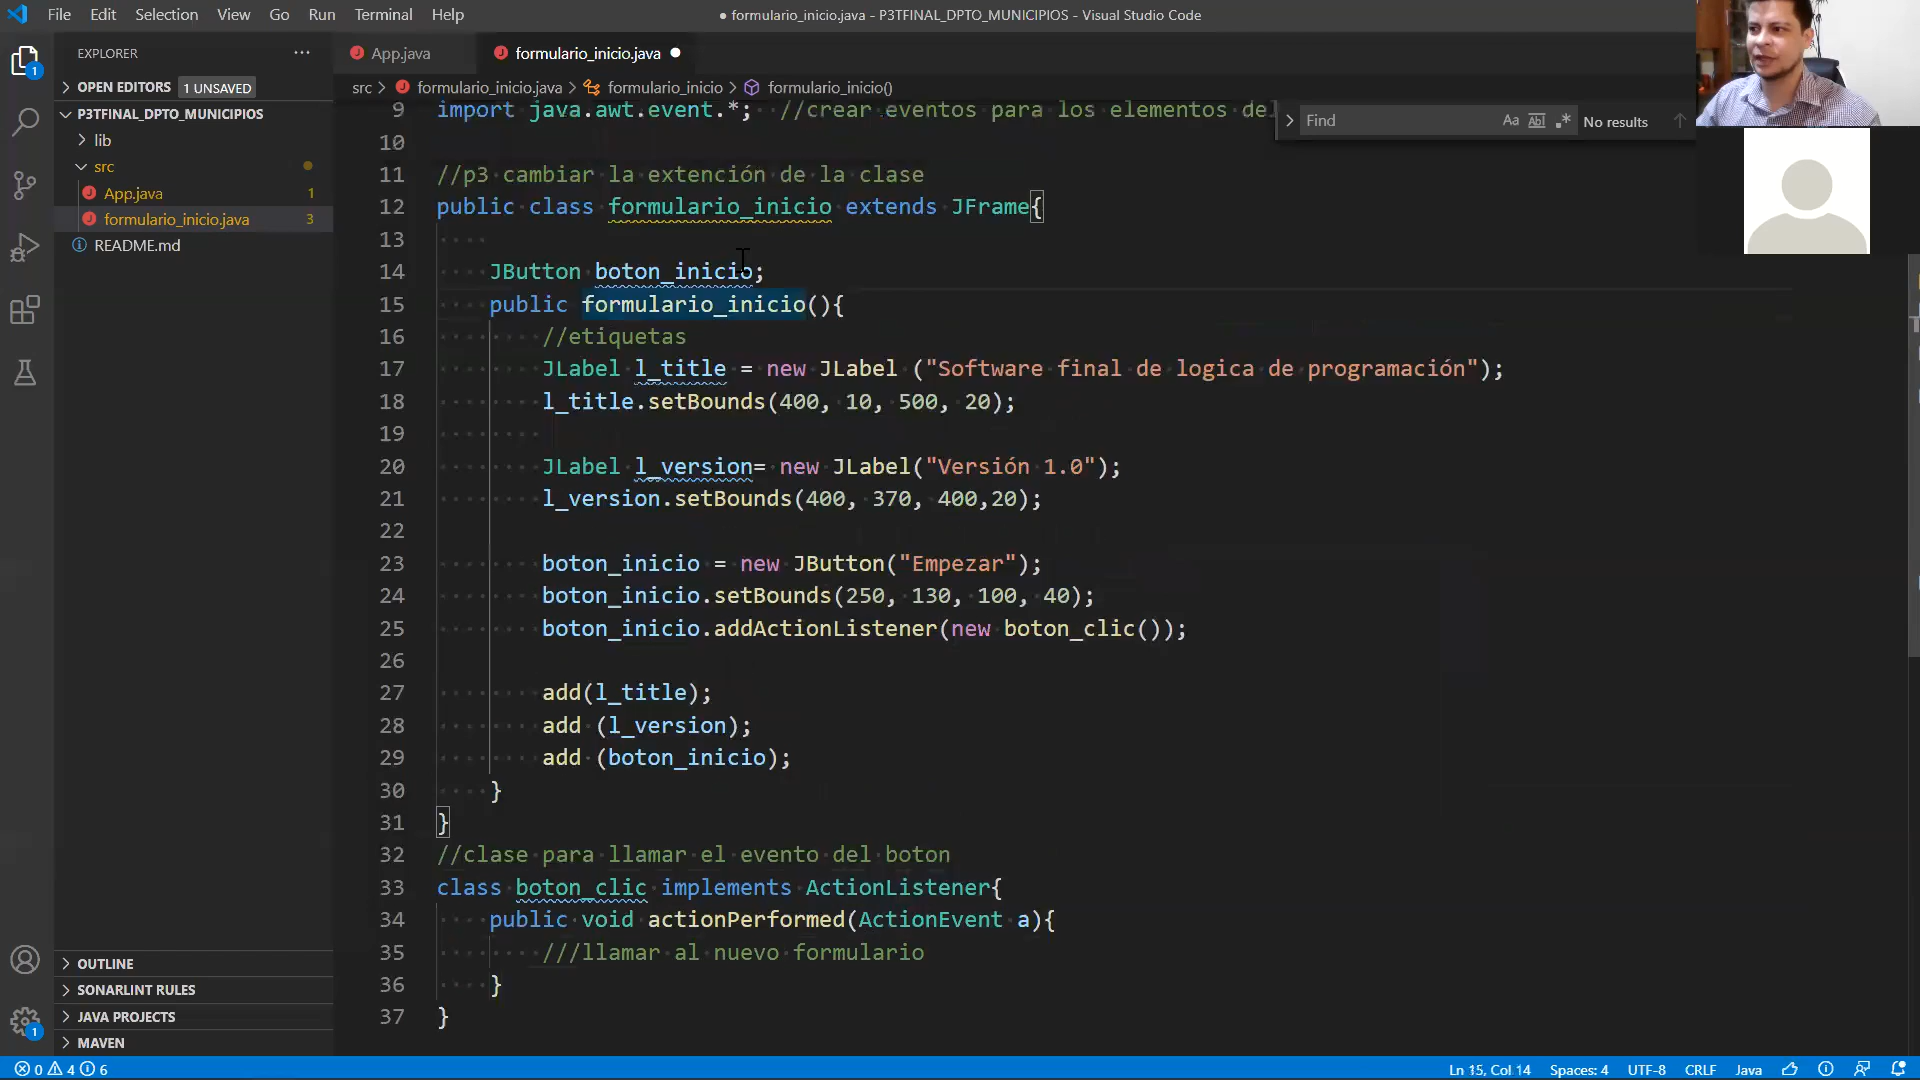 File Edit Selection View Go Run Terminal Help
● formulario_inicio.java - P3TFINAL_DPTO_MUNICIPIOS - Visual Studio Code
EXPLORER ···
App.java
formulario_inicio.java ●
OPEN EDITORS 1 UNSAVED
P3TFINAL_DPTO_MUNICIPIOS
lib
src
App.java 1
formulario_inicio.java 3
README.md
OUTLINE
SONARLINT RULES
JAVA PROJECTS
MAVEN
src > formulario_inicio.java > formulario_inicio > formulario_inicio()
Find Aa Abl .* No results
9 import java.awt.event.*; //crear eventos para los elementos del
10
11 //p3 cambiar la extención de la clase
12 public class formulario_inicio extends JFrame{
13
14 JButton boton_inicio;
15 public formulario_inicio(){
16 //etiquetas
17 JLabel l_title = new JLabel ("Software final de logica de programación");
18 l_title.setBounds(400, 10, 500, 20);
19
20 JLabel l_version= new JLabel("Versión 1.0");
21 l_version.setBounds(400, 370, 400,20);
22
23 boton_inicio = new JButton("Empezar");
24 boton_inicio.setBounds(250, 130, 100, 40);
25 boton_inicio.addActionListener(new boton_clic());
26
27 add(l_title);
28 add (l_version);
29 add (boton_inicio);
30 }
31 }
32 //clase para llamar el evento del boton
33 class boton_clic implements ActionListener{
34 public void actionPerformed(ActionEvent a){
35 ///llamar al nuevo formulario
36 }
37 }
1
1
0 4 6
Ln 15, Col 14 Spaces: 4 UTF-8 CRLF Java